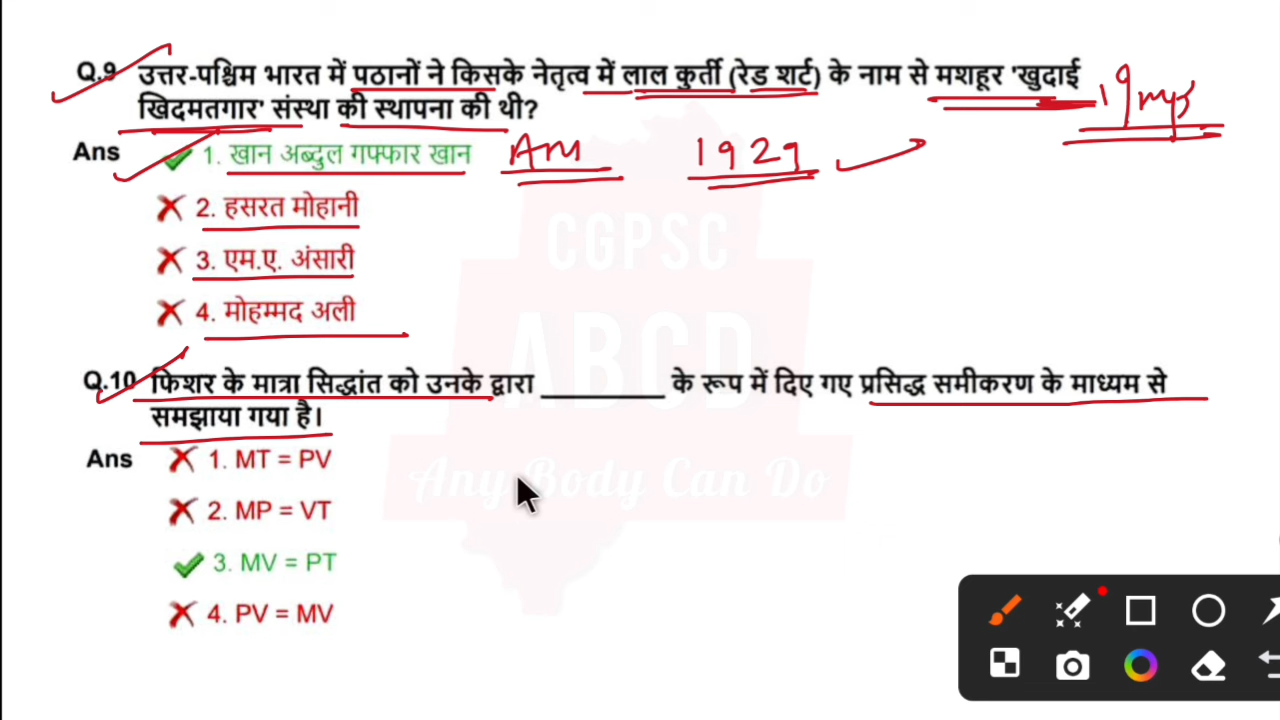 Q.9 उत्तर-पश्चिम भारत में पठानों ने किसके नेतृत्व में लाल कुर्ती (रेड शर्ट) के नाम से मशहूर 'खुदाई
खिदमतगार' संस्था की स्थापना की थी?
Ans 1. खान अब्दुल गफ्फार खान 1929
2. हसरत मोहानी
3. एम.ए. अंसारी
4. मोहम्मद अली
Q.10 फिशर के मात्रा सिद्धांत को उनके द्वारा _________ के रूप में दिए गए प्रसिद्ध समीकरण के माध्यम से
समझाया गया है।
Ans 1. MT = PV
2. MP = VT
3. MV = PT
4. PV = MV
CGPSC
ABCD
Any Body Can Do